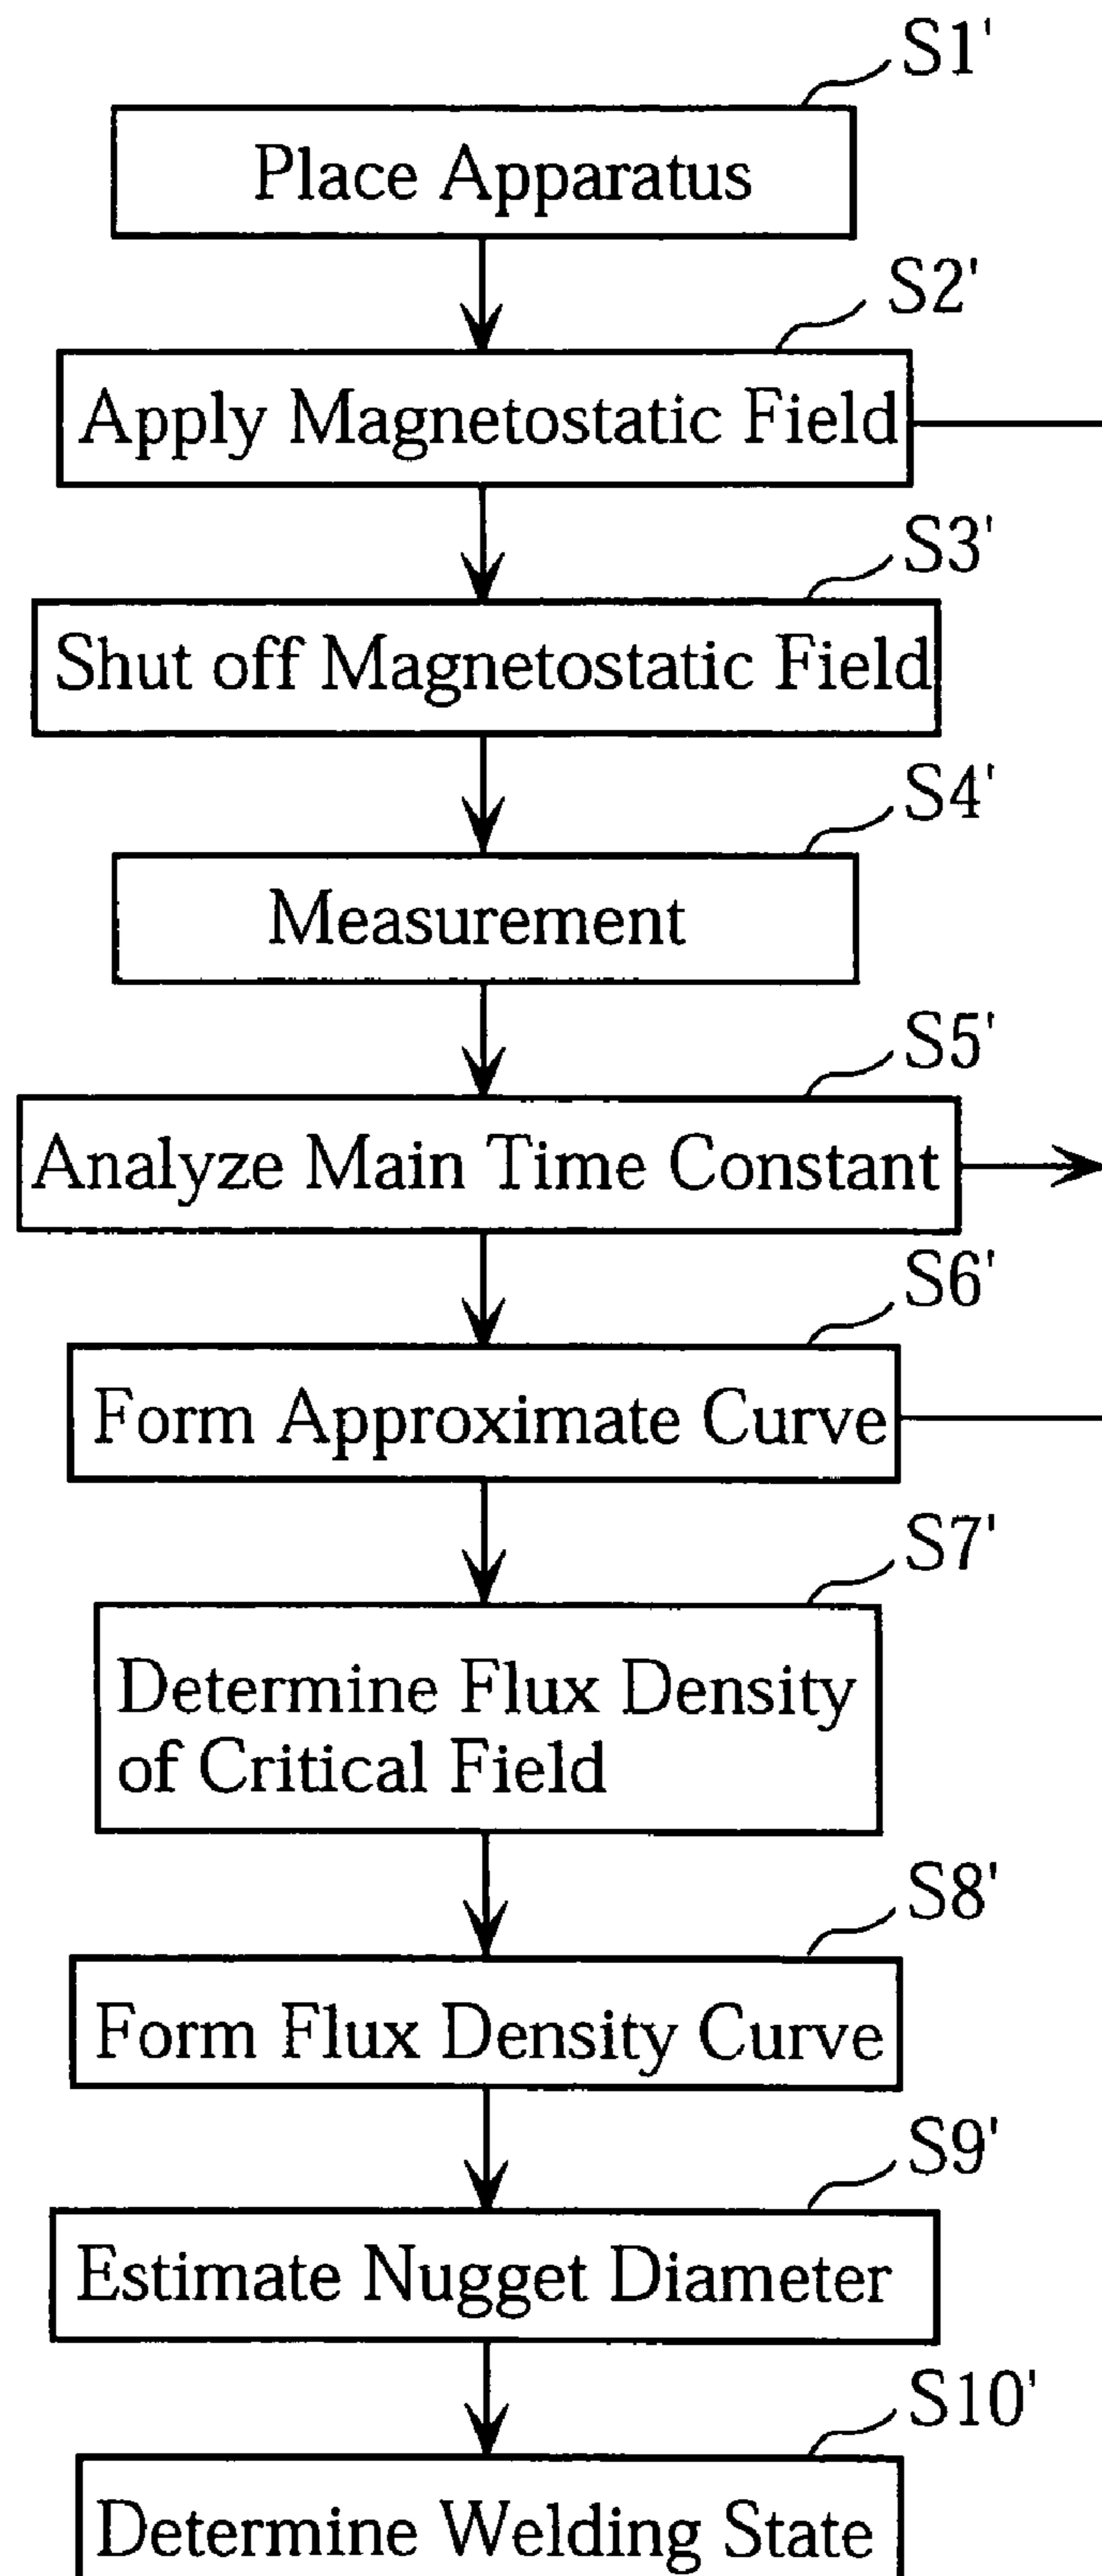 S1'
Place Apparatus
S2'
Apply Magnetostatic Field
S3'
Shut off Magnetostatic Field
S4'
Measurement
S5'
Analyze Main Time Constant
S6'
Form Approximate Curve
S7'
Determine Flux Density
of Critical Field
S8'
Form Flux Density Curve
S9'
Estimate Nugget Diameter
S10'
Determine Welding State